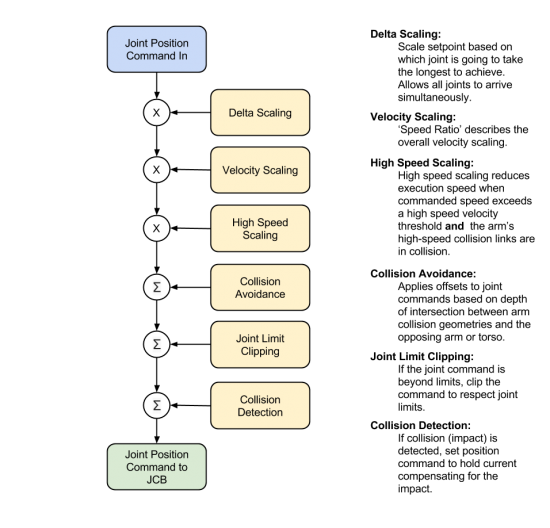 Joint Position
Command In
X
Delta Scaling
X
Velocity Scaling
X
High Speed
Scaling
Σ
Collision
Avoidance
Σ
Joint Limit
Clipping
Σ
Collision
Detection
Joint Position
Command to
JCB
Delta Scaling:
Scale setpoint based on
which joint is going to take
the longest to achieve.
Allows all joints to arrive
simultaneously.
Velocity Scaling:
‘Speed Ratio’ describes the
overall velocity scaling.
High Speed Scaling:
High speed scaling reduces
execution speed when
commanded speed exceeds
a high speed velocity
threshold and the arm’s
high-speed collision links are
in collision.
Collision Avoidance:
Applies offsets to joint
commands based on depth
of intersection between arm
collision geometries and the
opposing arm or torso.
Joint Limit Clipping:
If the joint command is
beyond limits, clip the
command to respect joint
limits.
Collision Detection:
If collision (impact) is
detected, set position
command to hold current
compensating for the
impact.